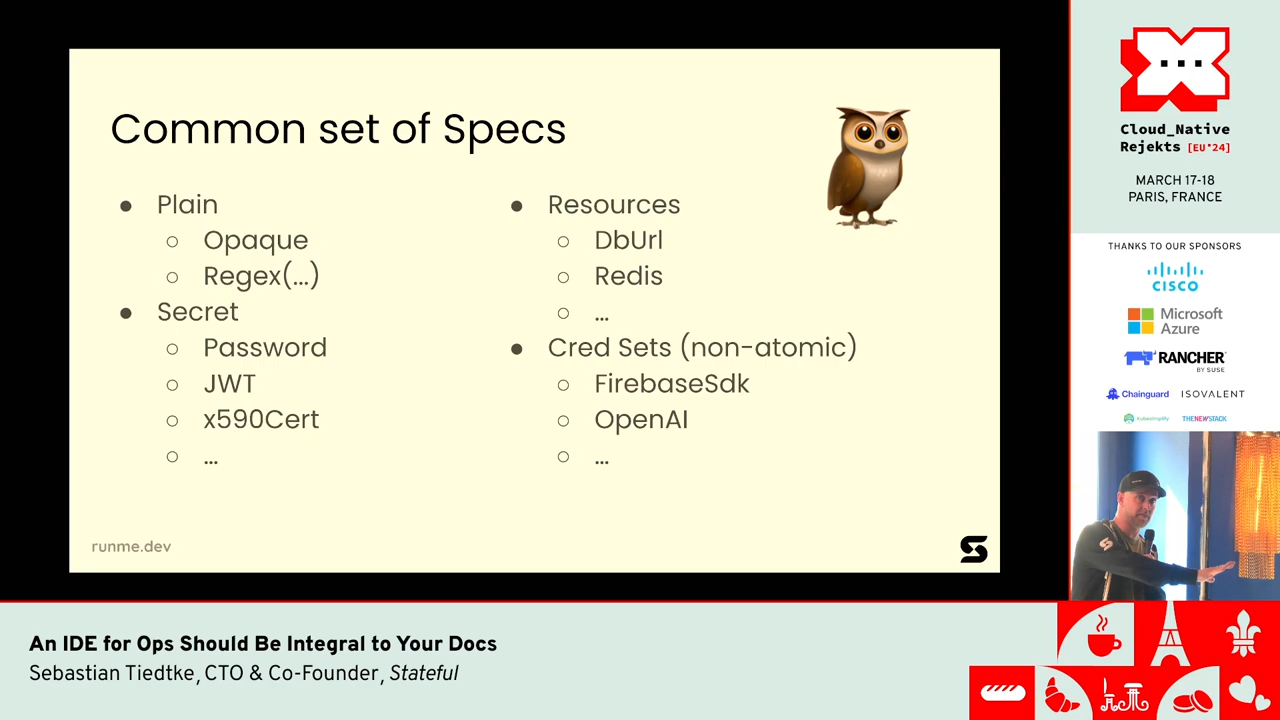 Common set of Specs
● Plain
○ Opaque
○ Regex(...)
● Secret
○ Password
○ JWT
○ x590Cert
○ ...
● Resources
○ DbUrl
○ Redis
○ ...
● Cred Sets (non-atomic)
○ FirebaseSdk
○ OpenAI
○ ...
runme.dev
Cloud_Native
Rejekts [EU'24]
MARCH 17-18
PARIS, FRANCE
THANKS TO OUR SPONSORS
CISCO
Microsoft
Azure
RANCHER
BY SUSE
Chainguard
ISOVALENT
kubesimplify
THENEWSTACK
An IDE for Ops Should Be Integral to Your Docs
Sebastian Tiedtke, CTO & Co-Founder, Stateful